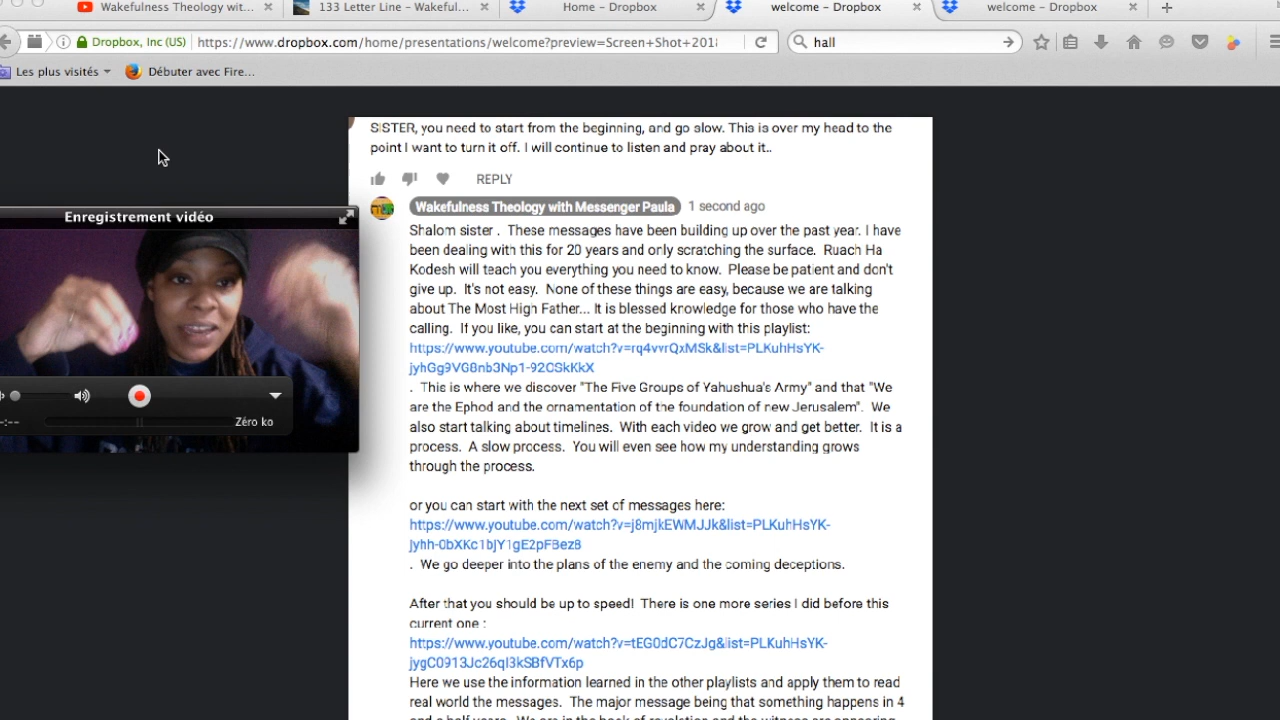 Wakefulness Theology wit...
133 Letter Line – Wakeful...
Home – Dropbox
welcome – Dropbox
welcome – Dropbox
Dropbox, Inc (US)
https://www.dropbox.com/home/presentations/welcome?preview=Screen+Shot+201
hall
Les plus visités
Débuter avec Fire...
SISTER, you need to start from the beginning, and go slow. This is over my head to the
point I want to turn it off. I will continue to listen and pray about it..
REPLY
Wakefulness Theology with Messenger Paula 1 second ago
Shalom sister . These messages have been building up over the past year. I have
been dealing with this for 20 years and only scratching the surface. Ruach Ha
Kodesh will teach you everything you need to know. Please be patient and don't
give up. It's not easy. None of these things are easy, because we are talking
about The Most High Father... It is blessed knowledge for those who have the
calling. If you like, you can start at the beginning with this playlist:
https://www.youtube.com/watch?v=rq4vvrQxMSk&list=PLKuhHsYK-
jyhGg9VG8nb3Np1-92CSkKkX
. This is where we discover "The Five Groups of Yahushua's Army" and that "We
are the Ephod and the ornamentation of the foundation of new Jerusalem". We
also start talking about timelines. With each video we grow and get better. It is a
process. A slow process. You will even see how my understanding grows
through the process.
or you can start with the next set of messages here:
https://www.youtube.com/watch?v=j8mjkEWMJJk&list=PLKuhHsYK-
jyhh-0bXKc1bjY1gE2pFBez8
. We go deeper into the plans of the enemy and the coming deceptions.
After that you should be up to speed! There is one more series I did before this
current one :
https://www.youtube.com/watch?v=tEG0dC7CzJg&list=PLKuhHsYK-
jygC0913Jc26qI3kSBfVTx6p
Here we use the information learned in the other playlists and apply them to read
real world the messages. The major message being that something happens in 4
and a half years. We are in the book of revelation and the witness are appearing
Enregistrement vidéo
-:--
Zéro ko